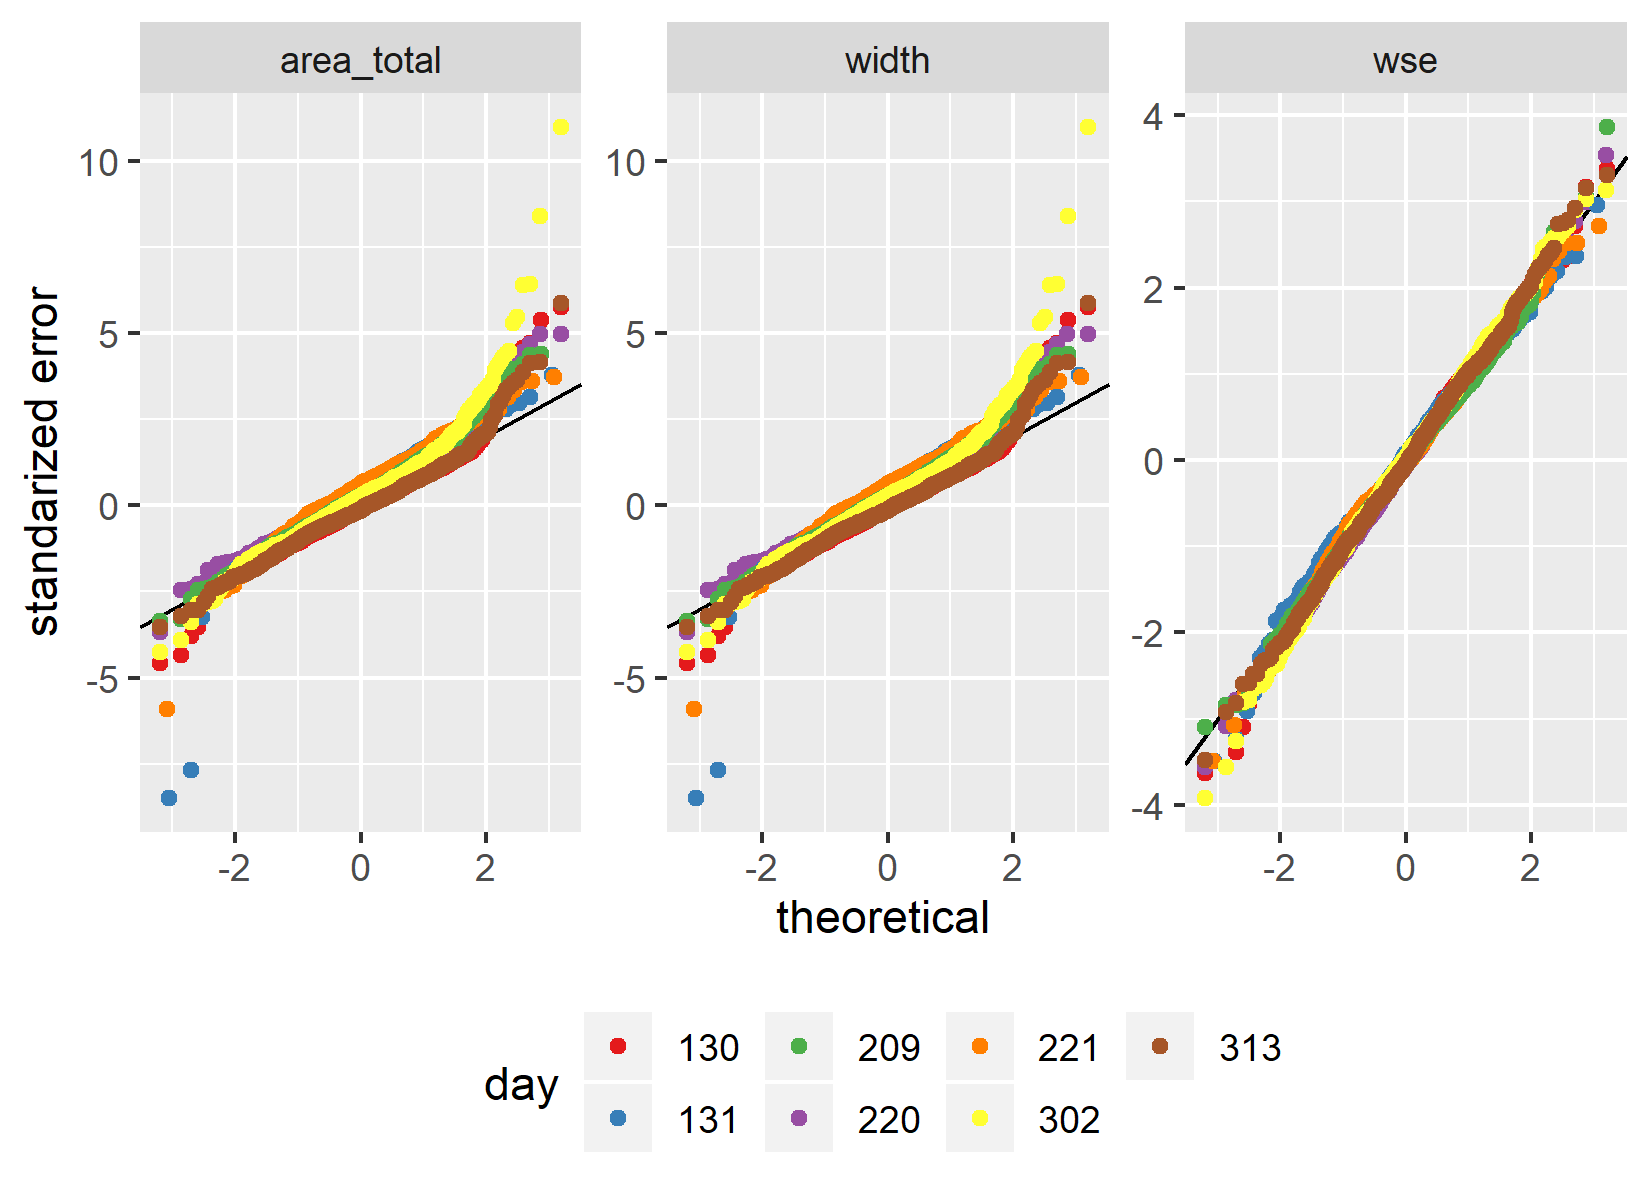 area_total width wse
10 5 0 -5
10 5 0 -5
4 2 0 -2 -4
standarized error
-2 0 2 -2 0 2 -2 0 2
theoretical
day
130 209 221 313
131 220 302